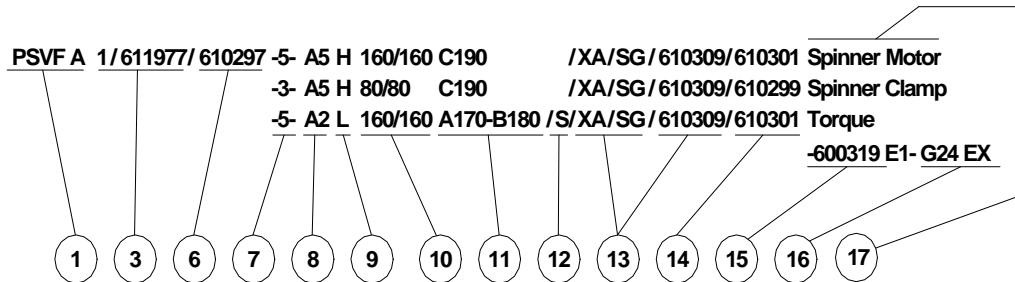 PSVF A 1/611977/610297 -5- A5 H 160/160 C190 /XA/SG/610309/610301 Spinner Motor
-3- A5 H 80/80 C190 /XA/SG/610309/610299 Spinner Clamp
-5- A2 L 160/160 A170-B180 /S/XA/SG/610309/610301 Torque
-600319 E1- G24 EX
1 3 6 7 8 9 10 11 12 13 14 15 16 17